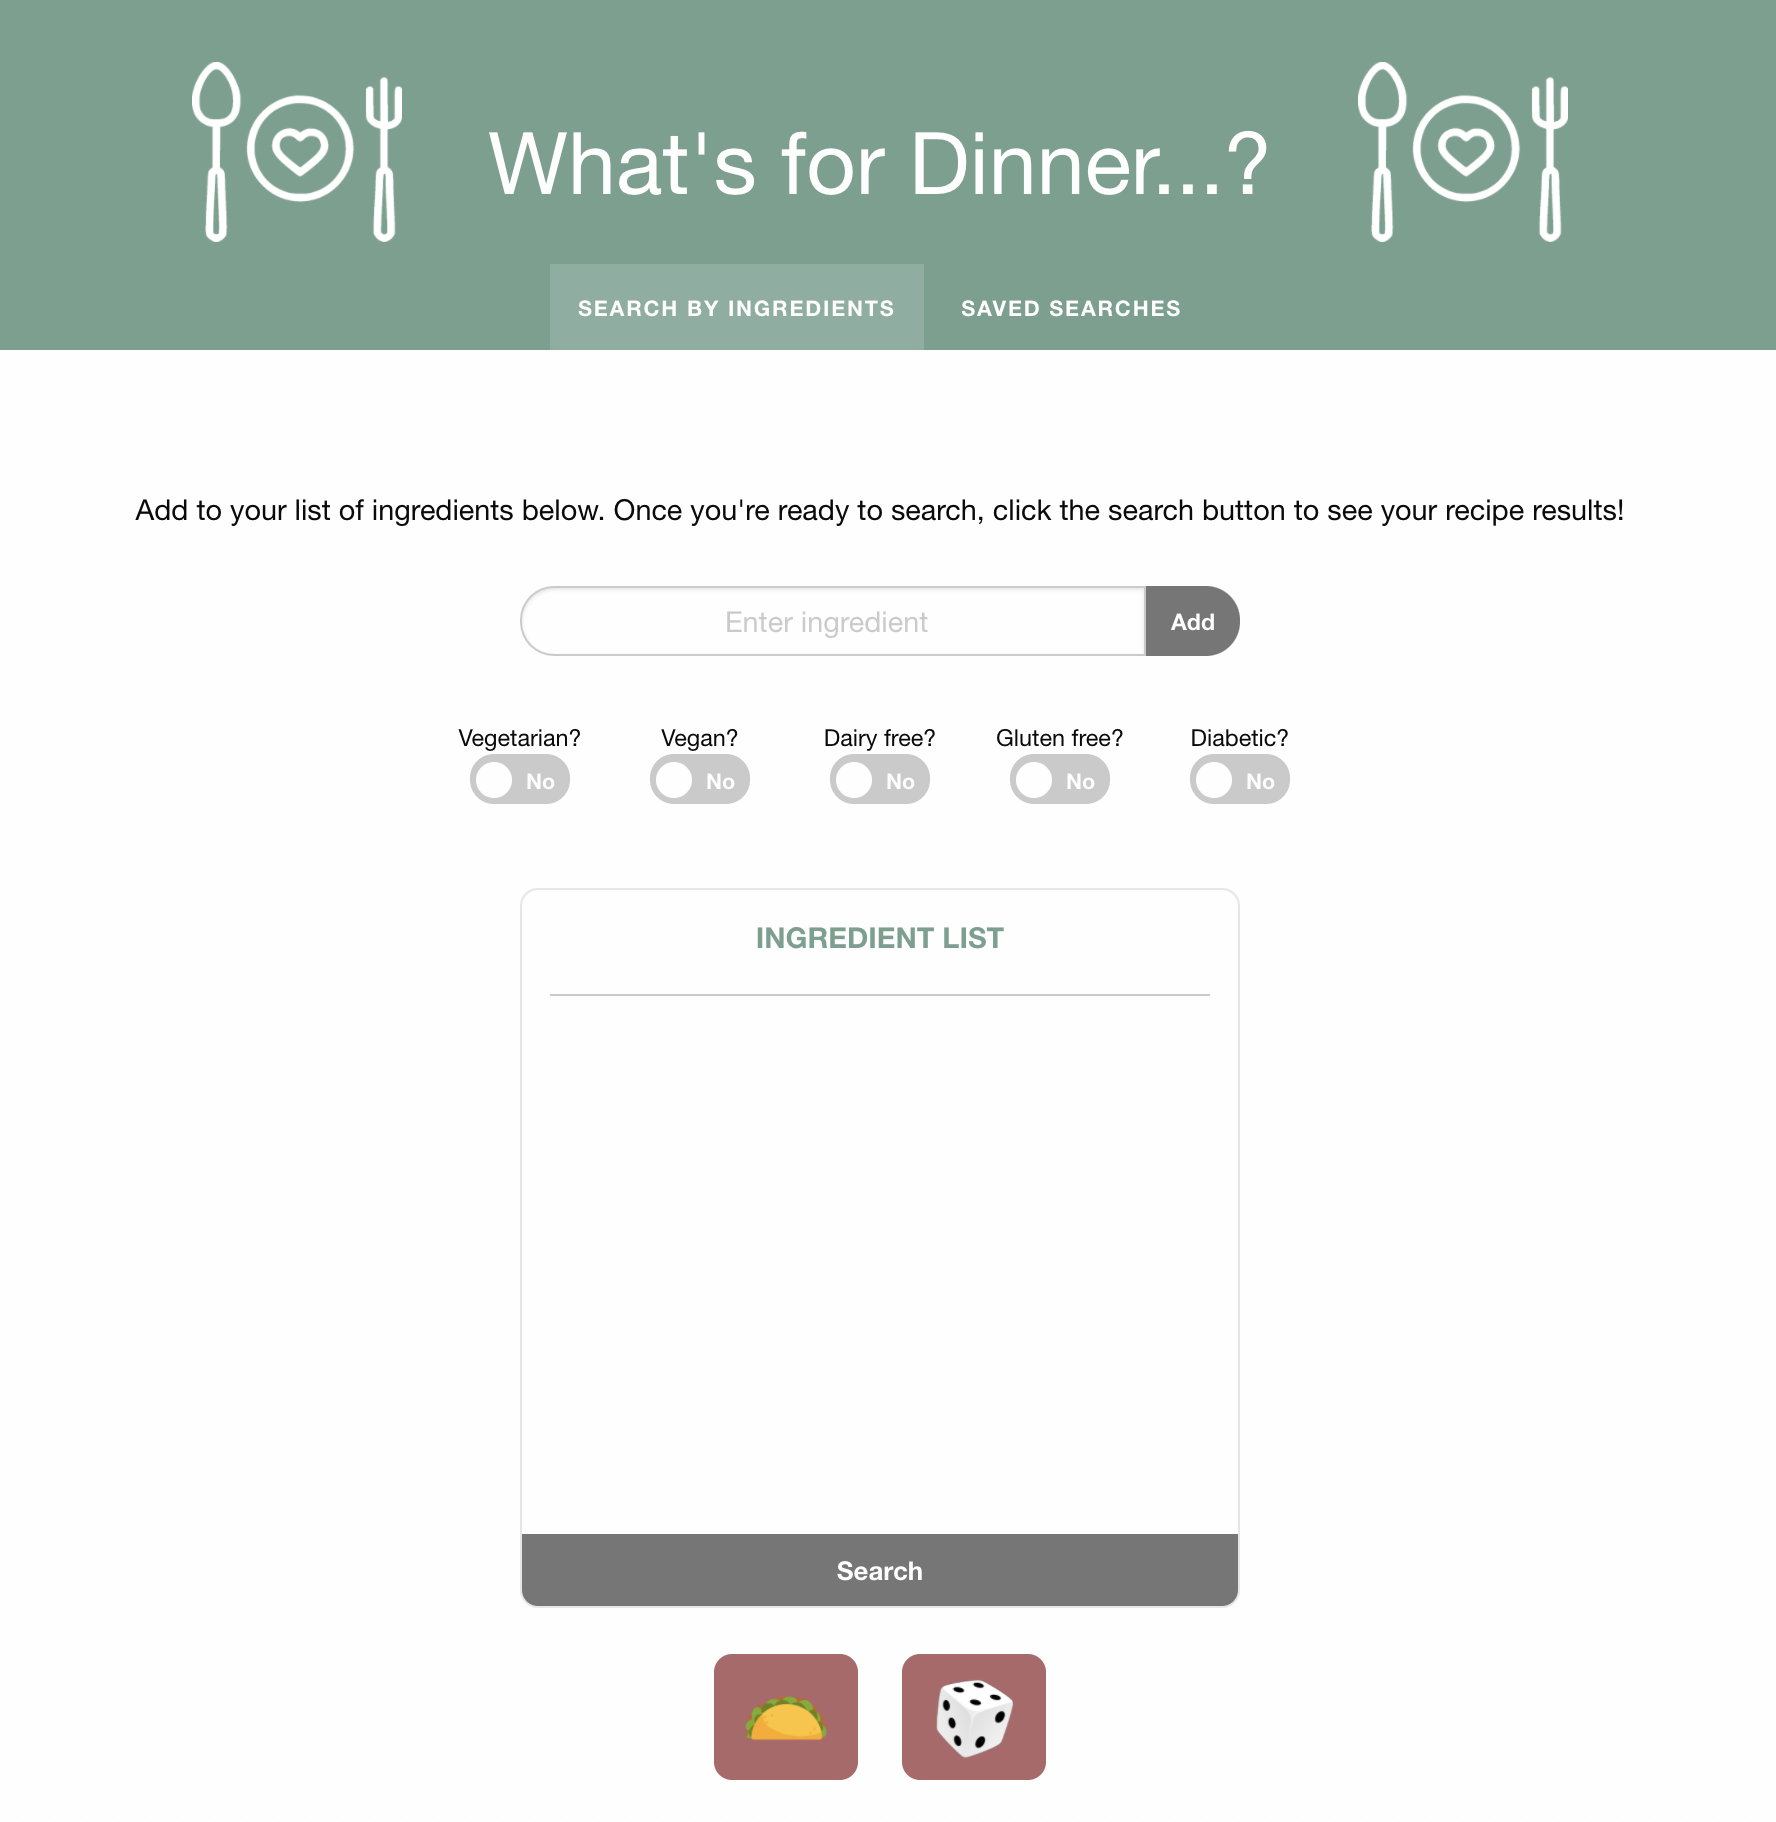 What's for Dinner...?
SEARCH BY INGREDIENTS SAVED SEARCHES
Add to your list of ingredients below. Once you're ready to search, click the search button to see your recipe results!
Enter ingredient Add
Vegetarian? Vegan? Dairy free? Gluten free? Diabetic?
No No No No No
INGREDIENT LIST
Search